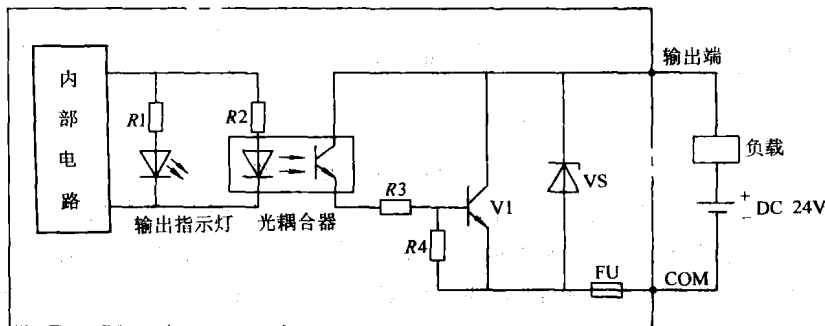 内部电路
R1
R2
输出指示灯
光耦合器
R3
R4
V1
VS
FU
输出端
负载
+
−
DC 24V
COM